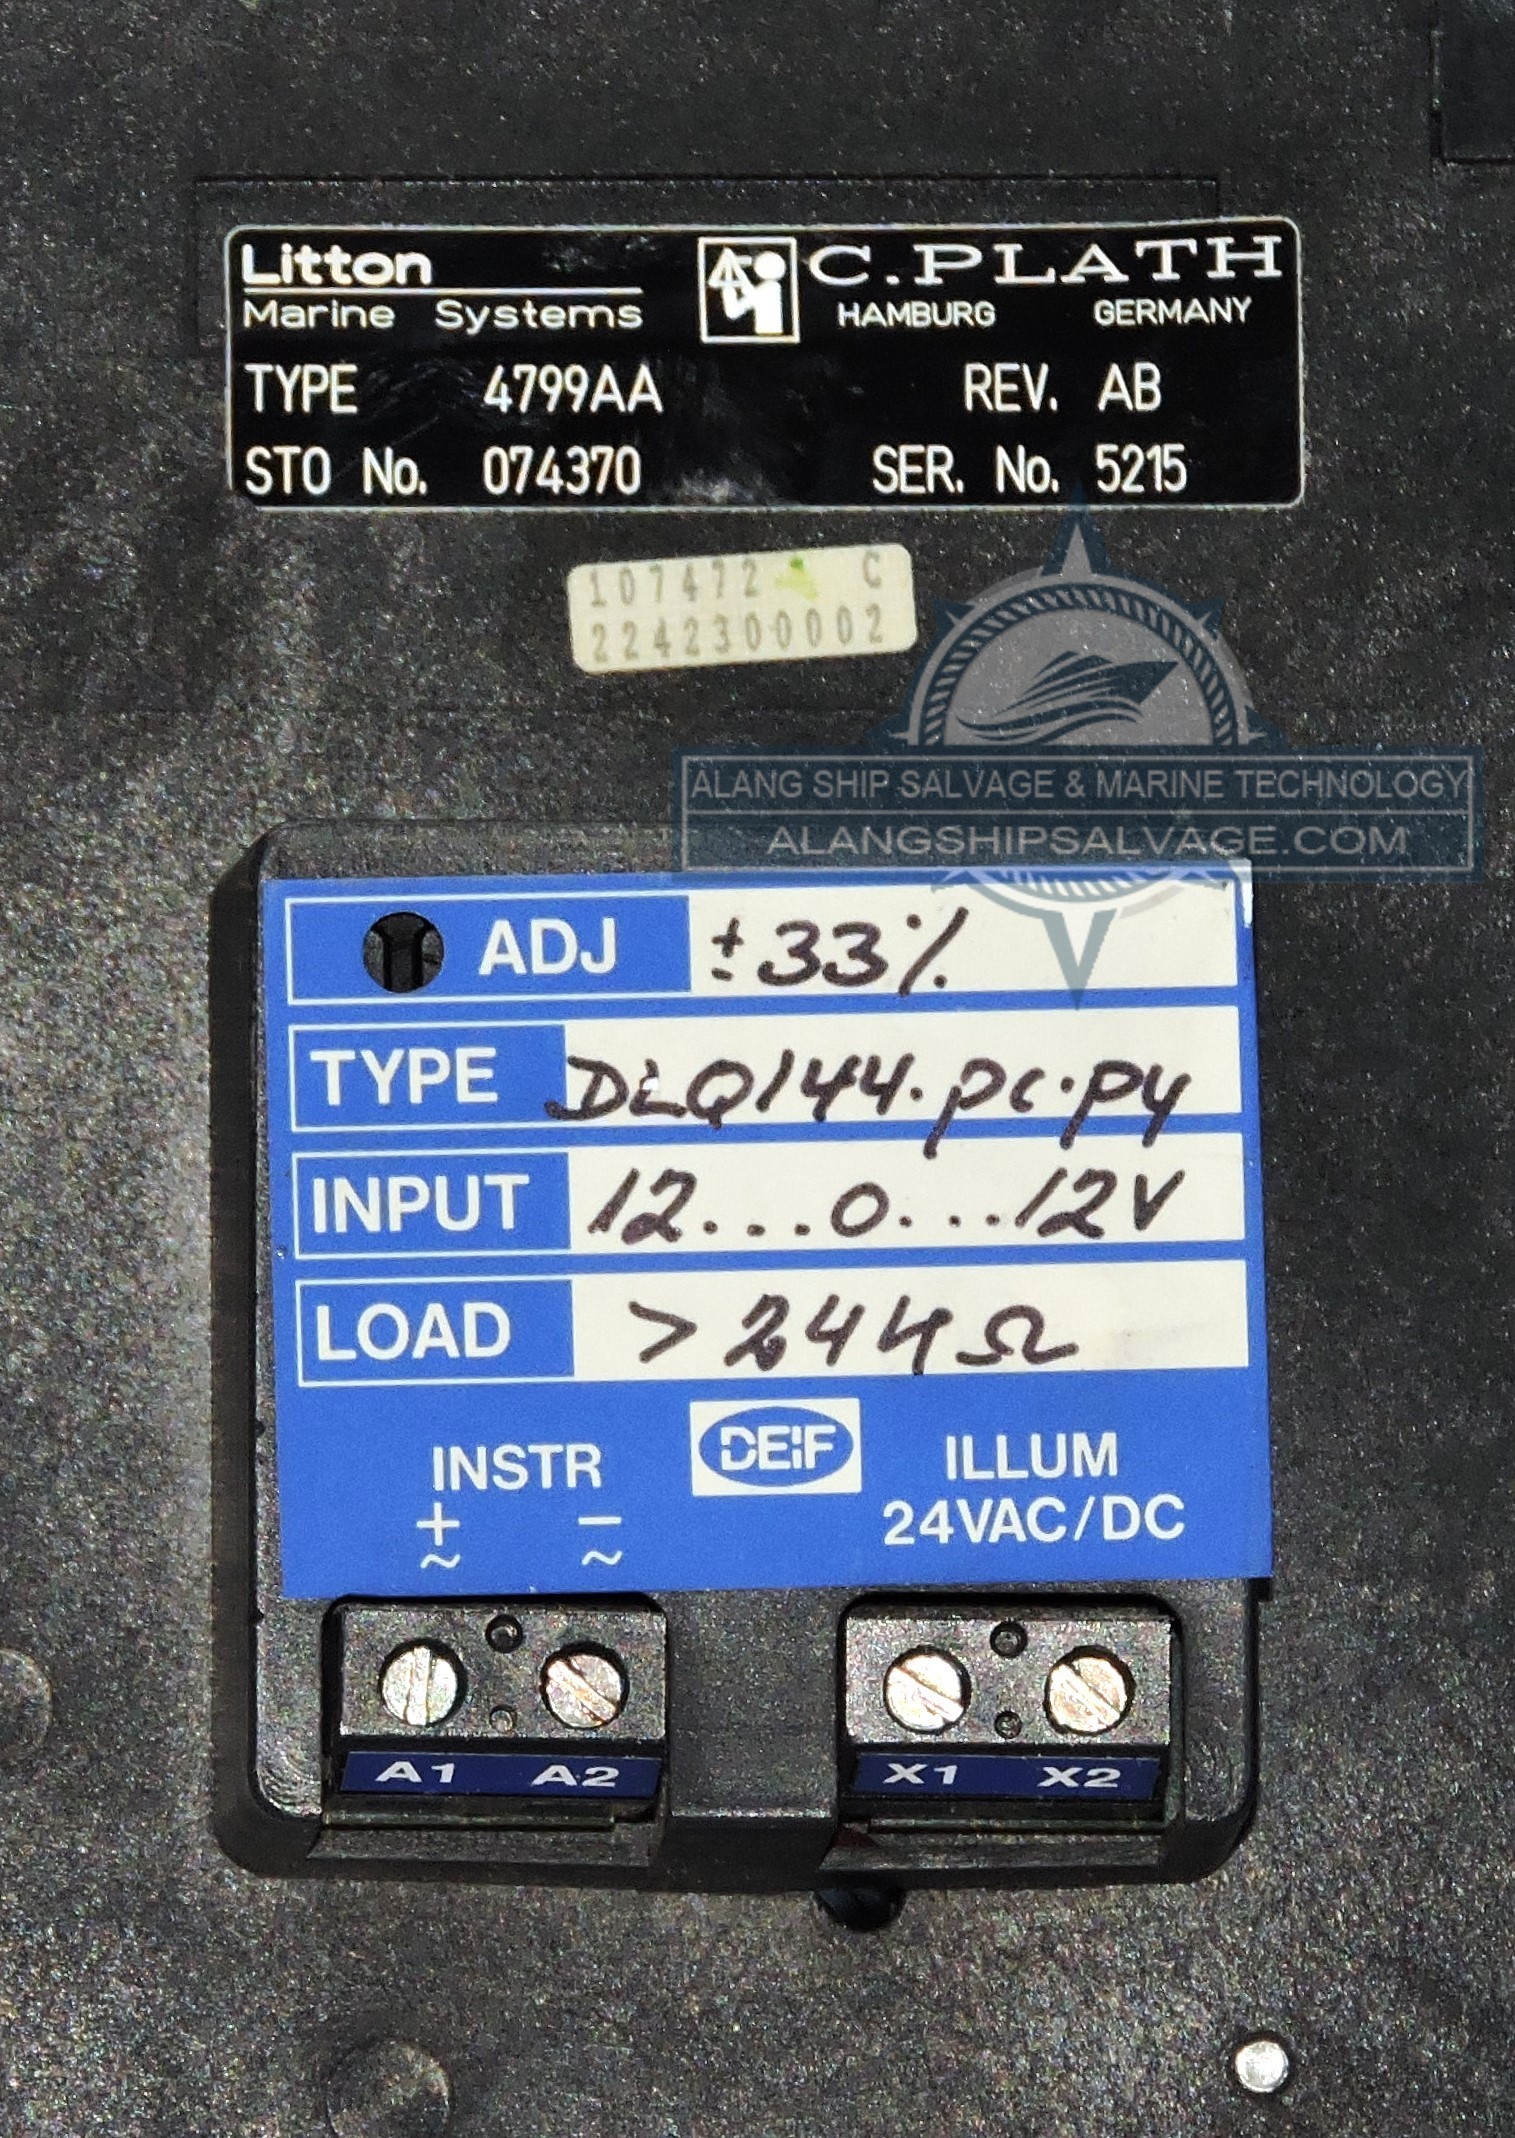 Litton
Marine Systems
C.PLATH
HAMBURG GERMANY
TYPE 4799AA REV. AB
STO No. 074370 SER. No. 5215
107472 C
2242300002
ALANG SHIP SALVAGE & MARINE TECHNOLOGY
ALANGSHIPSALVAGE.COM
ADJ ±33%
TYPE DLQ144.pc.py
INPUT 12...0...12V
LOAD >24kΩ
DEIF
INSTR ILLUM
+ − 24VAC/DC
~ ~
A1 A2 X1 X2